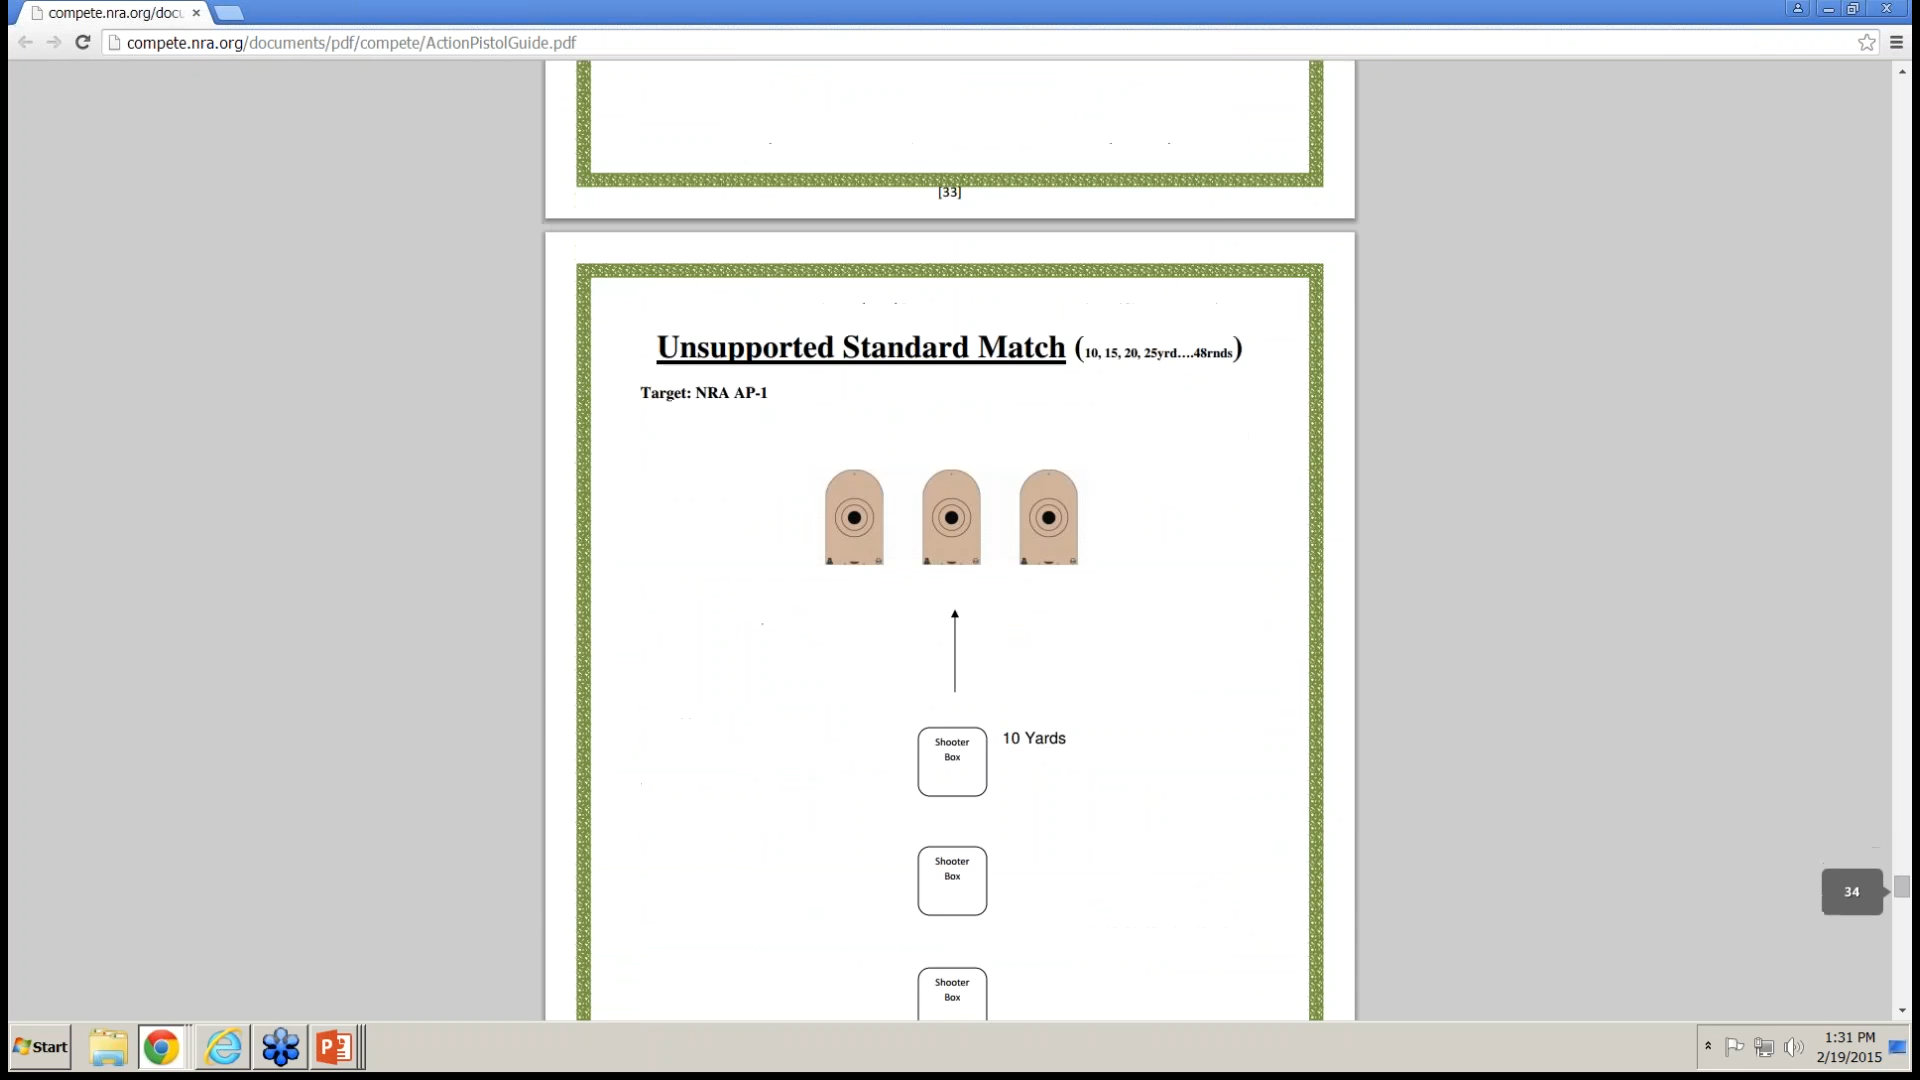 compete.nra.org/docu
compete.nra.org/documents/pdf/compete/ActionPistolGuide.pdf
[33]
Unsupported Standard Match (10, 15, 20, 25yrd....48rnds)
Target: NRA AP-1
Shooter
Box
10 Yards
Shooter
Box
Shooter
Box
34
Start
1:31 PM
2/19/2015